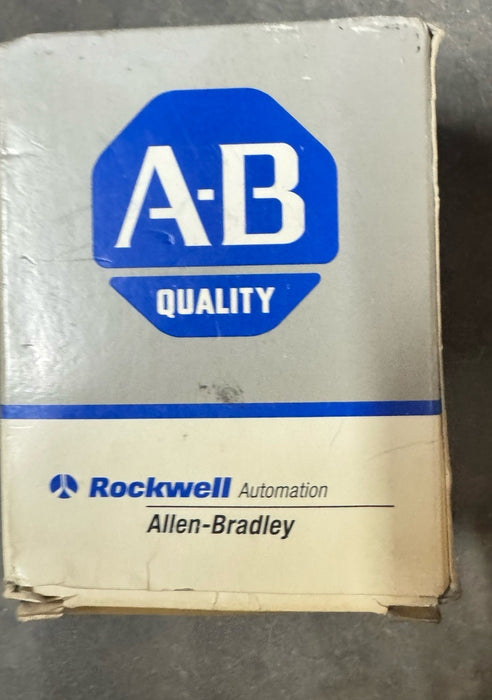 A-B
QUALITY
Rockwell Automation
Allen-Bradley